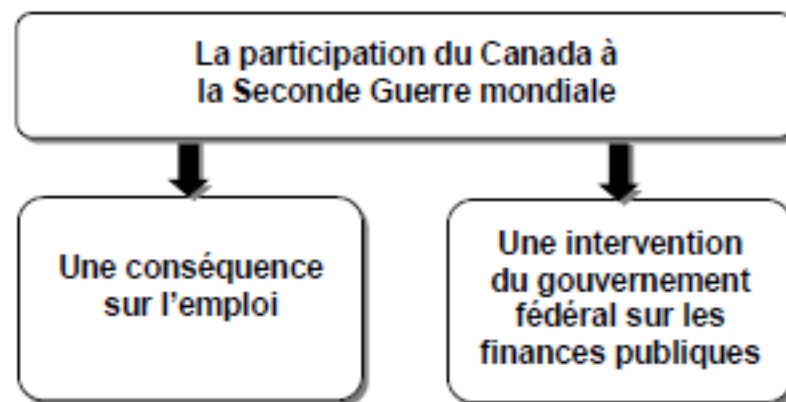 La participation du Canada à
la Seconde Guerre mondiale
Une conséquence
sur l'emploi
Une intervention
du gouvernement
fédéral sur les
finances publiques